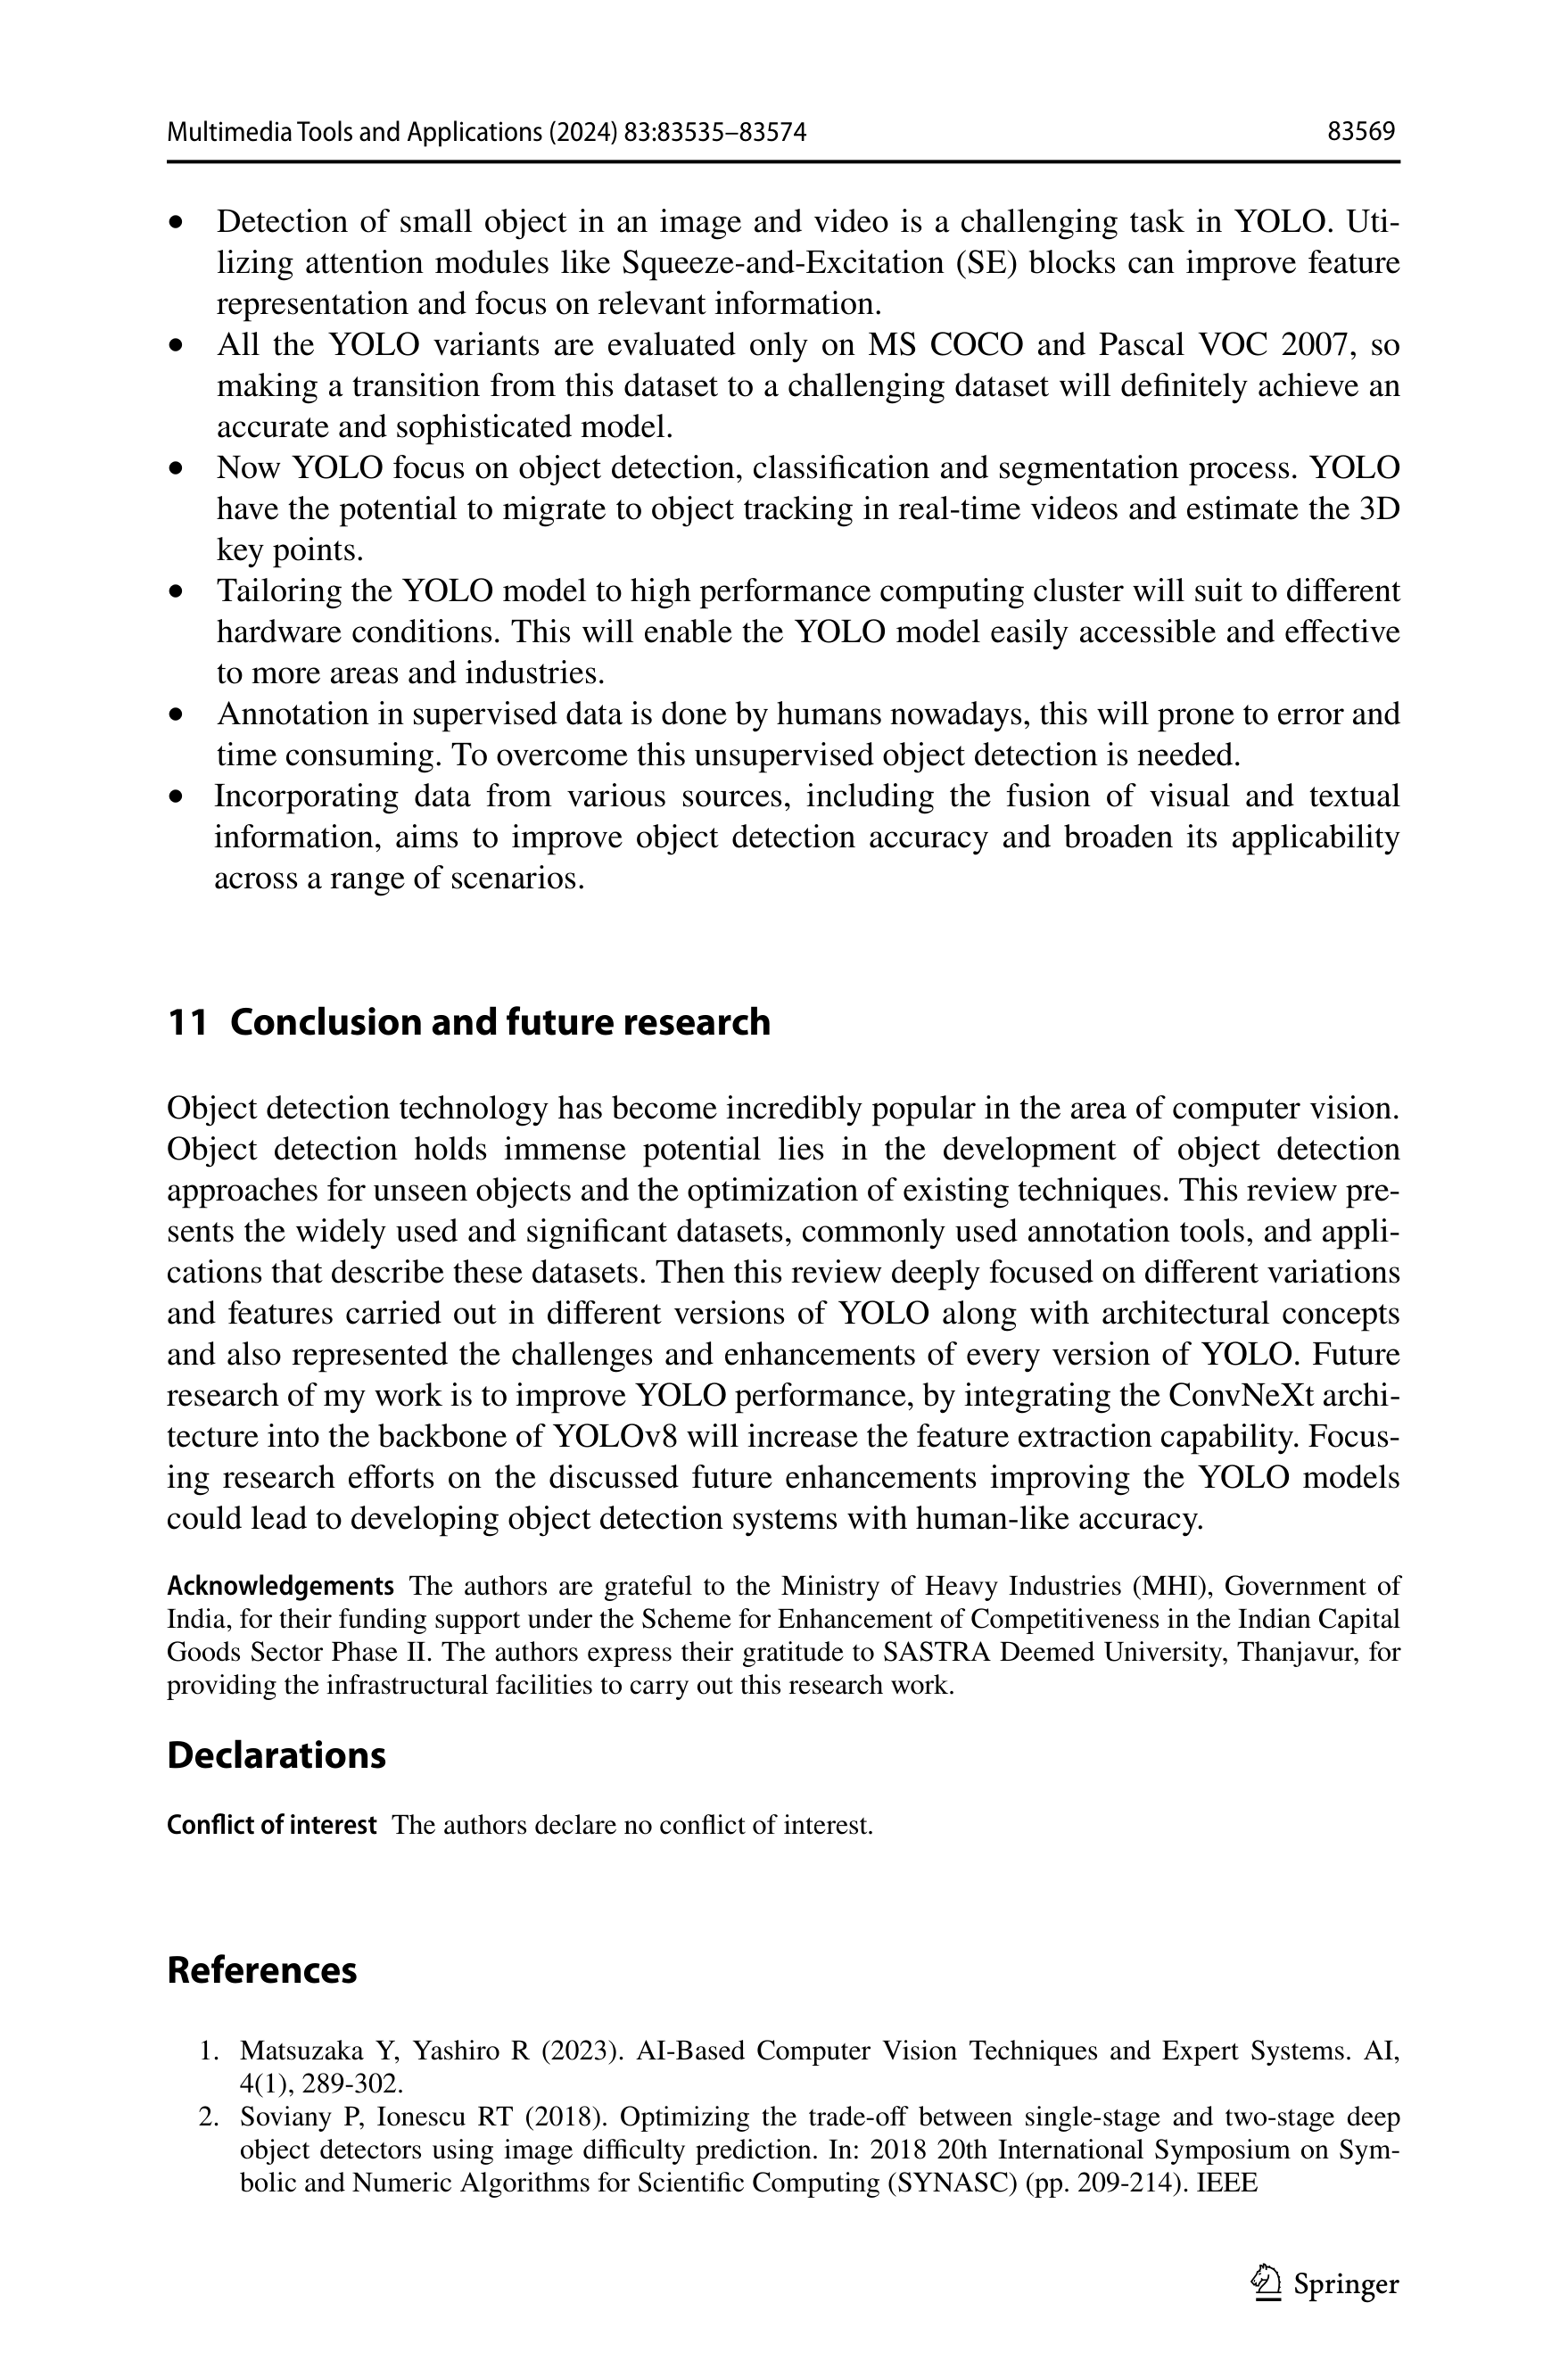 Multimedia Tools and Applications (2024) 83:83535–83574 83569
• Detection of small object in an image and video is a challenging task in YOLO. Uti-
lizing attention modules like Squeeze-and-Excitation (SE) blocks can improve feature
representation and focus on relevant information.
• All the YOLO variants are evaluated only on MS COCO and Pascal VOC 2007, so
making a transition from this dataset to a challenging dataset will definitely achieve an
accurate and sophisticated model.
• Now YOLO focus on object detection, classification and segmentation process. YOLO
have the potential to migrate to object tracking in real-time videos and estimate the 3D
key points.
• Tailoring the YOLO model to high performance computing cluster will suit to different
hardware conditions. This will enable the YOLO model easily accessible and effective
to more areas and industries.
• Annotation in supervised data is done by humans nowadays, this will prone to error and
time consuming. To overcome this unsupervised object detection is needed.
• Incorporating data from various sources, including the fusion of visual and textual
information, aims to improve object detection accuracy and broaden its applicability
across a range of scenarios.
11 Conclusion and future research
Object detection technology has become incredibly popular in the area of computer vision.
Object detection holds immense potential lies in the development of object detection
approaches for unseen objects and the optimization of existing techniques. This review pre-
sents the widely used and significant datasets, commonly used annotation tools, and appli-
cations that describe these datasets. Then this review deeply focused on different variations
and features carried out in different versions of YOLO along with architectural concepts
and also represented the challenges and enhancements of every version of YOLO. Future
research of my work is to improve YOLO performance, by integrating the ConvNeXt archi-
tecture into the backbone of YOLOv8 will increase the feature extraction capability. Focus-
ing research efforts on the discussed future enhancements improving the YOLO models
could lead to developing object detection systems with human-like accuracy.
Acknowledgements The authors are grateful to the Ministry of Heavy Industries (MHI), Government of
India, for their funding support under the Scheme for Enhancement of Competitiveness in the Indian Capital
Goods Sector Phase II. The authors express their gratitude to SASTRA Deemed University, Thanjavur, for
providing the infrastructural facilities to carry out this research work.
Declarations
Conflict of interest The authors declare no conflict of interest.
References
1. Matsuzaka Y, Yashiro R (2023). AI-Based Computer Vision Techniques and Expert Systems. AI,
4(1), 289-302.
2. Soviany P, Ionescu RT (2018). Optimizing the trade-off between single-stage and two-stage deep
object detectors using image difficulty prediction. In: 2018 20th International Symposium on Sym-
bolic and Numeric Algorithms for Scientific Computing (SYNASC) (pp. 209-214). IEEE
Springer